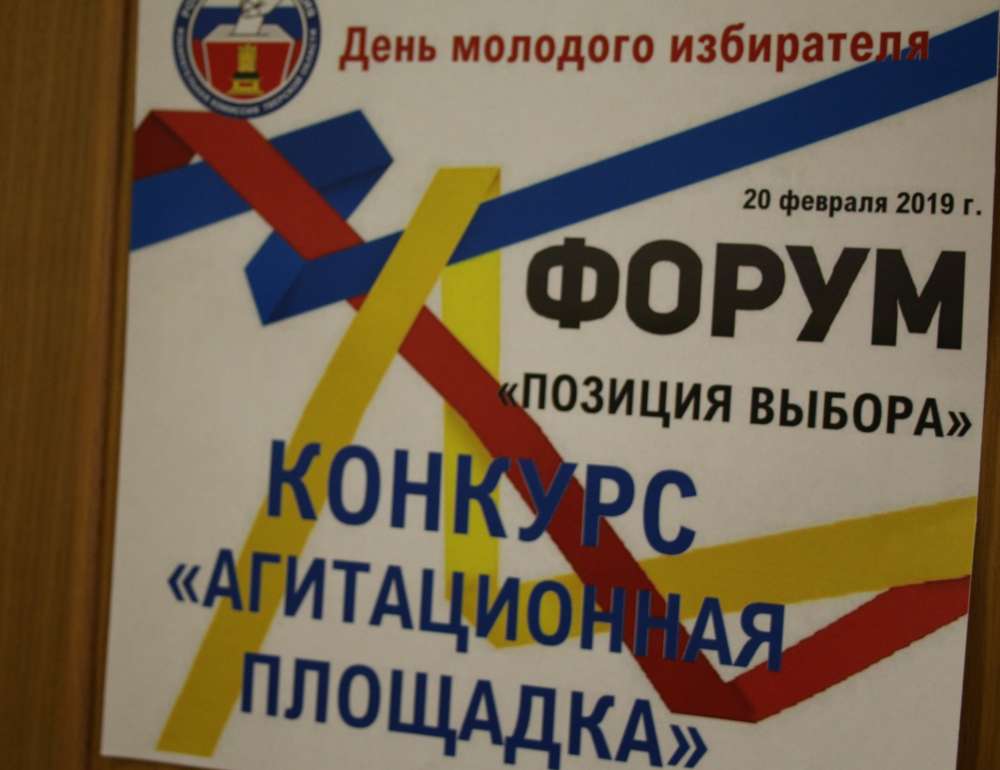 День молодого избирателя
20 февраля 2019 г.
ФОРУМ
«ПОЗИЦИЯ ВЫБОРА»
КОНКУРС
«АГИТАЦИОННАЯ
ПЛОЩАДКА»